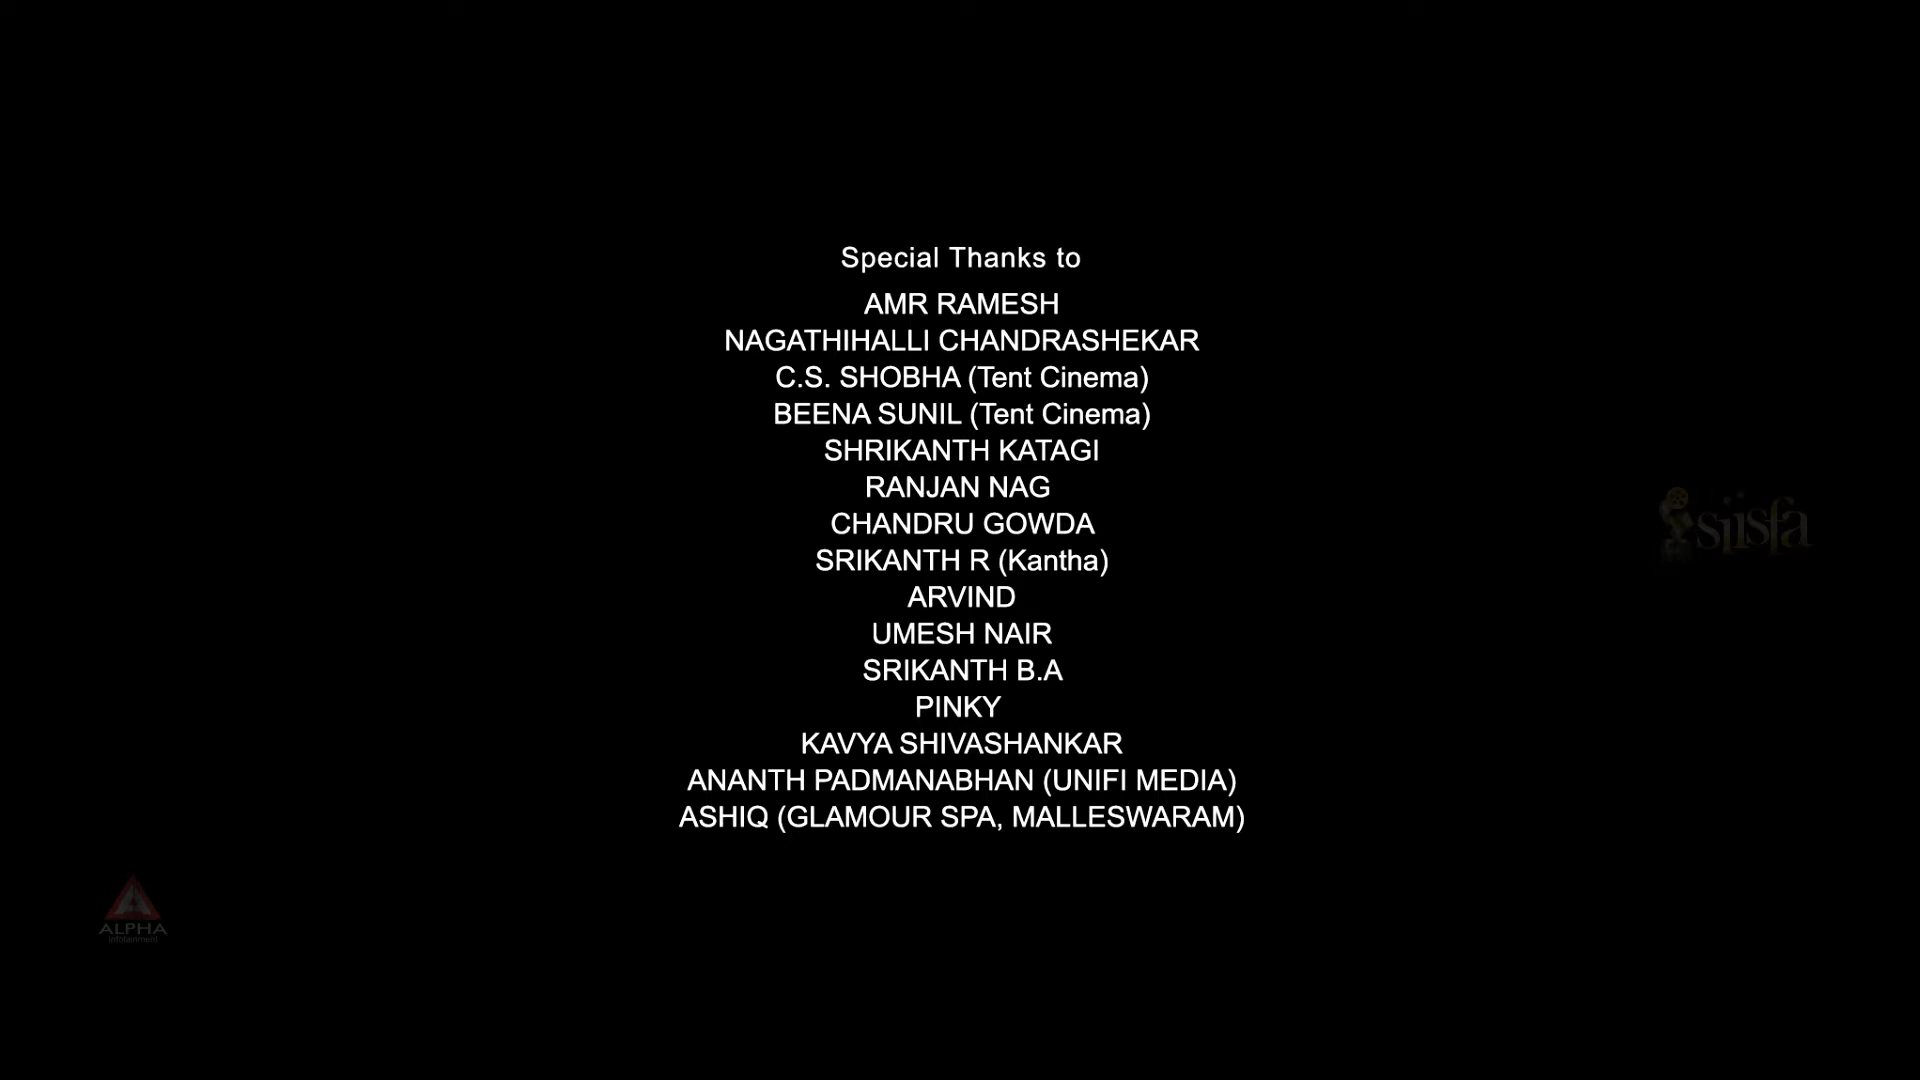 Special Thanks to
AMR RAMESH
NAGATHIHALLI CHANDRASHEKAR
C.S. SHOBHA (Tent Cinema)
BEENA SUNIL (Tent Cinema)
SHRIKANTH KATAGI
RANJAN NAG
CHANDRU GOWDA
SRIKANTH R (Kantha)
ARVIND
UMESH NAIR
SRIKANTH B.A
PINKY
KAVYA SHIVASHANKAR
ANANTH PADMANABHAN (UNIFI MEDIA)
ASHIQ (GLAMOUR SPA, MALLESWARAM)
siisfa
ALPHA
Infotainment